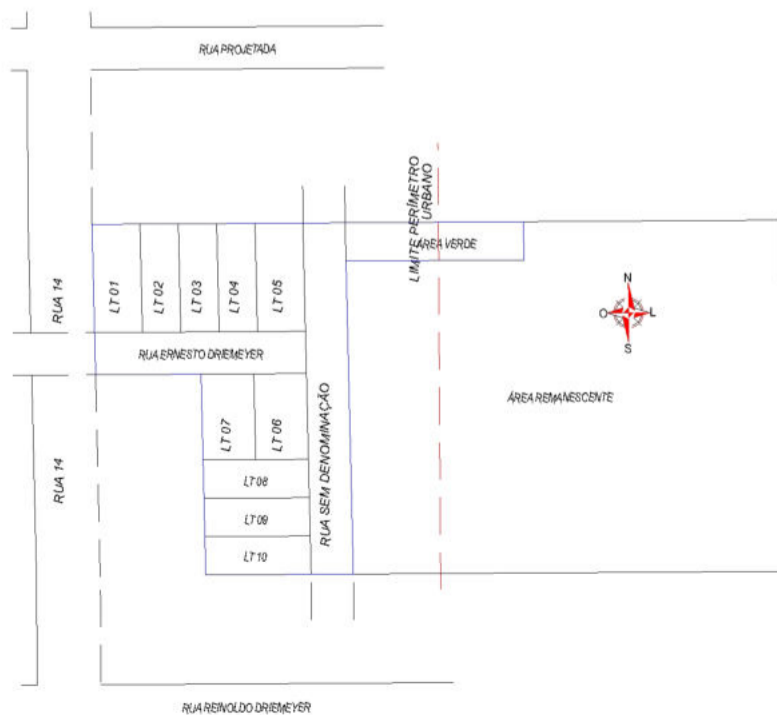 RUA PROJETADA
LIMITE PERÍMETRO
URBANO
ÁREA VERDE
RUA 14
LT 01
LT 02
LT 03
LT 04
LT 05
N
O
L
S
RUA ERNESTO DRIEMEYER
RUA SEM DENOMINAÇÃO
ÁREA REMANESCENTE
RUA 14
LT 07
LT 06
LT 08
LT 09
LT 10
RUA REINOLDO DRIEMEYER